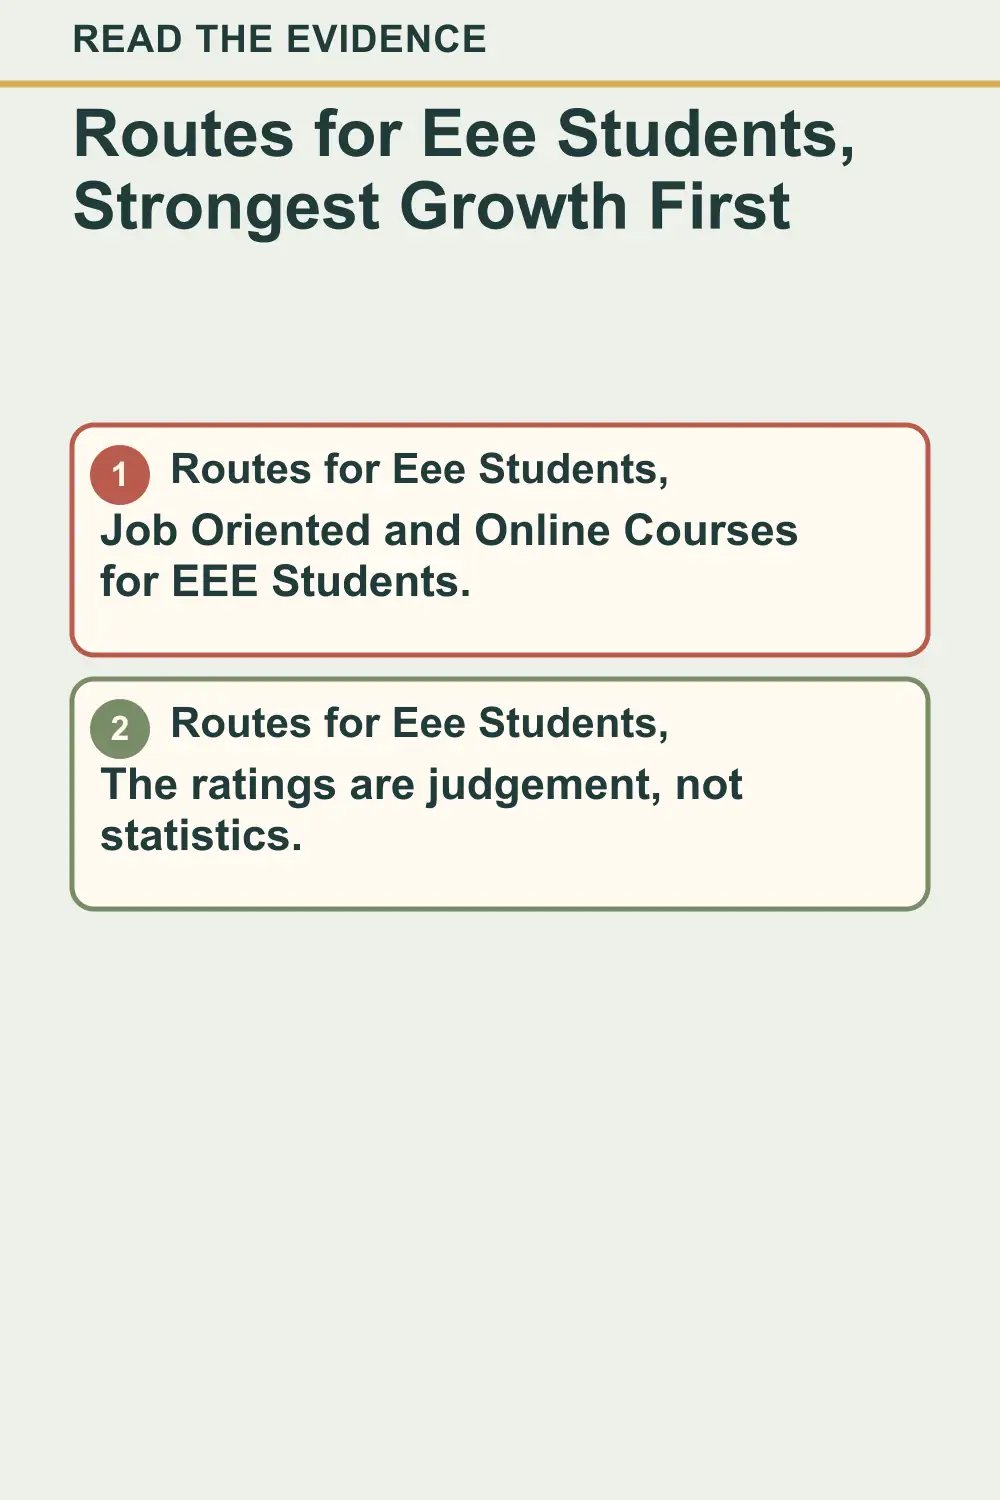 READ THE EVIDENCE
Routes for Eee Students,
Strongest Growth First
1 Routes for Eee Students,
Job Oriented and Online Courses
for EEE Students.
2 Routes for Eee Students,
The ratings are judgement, not
statistics.